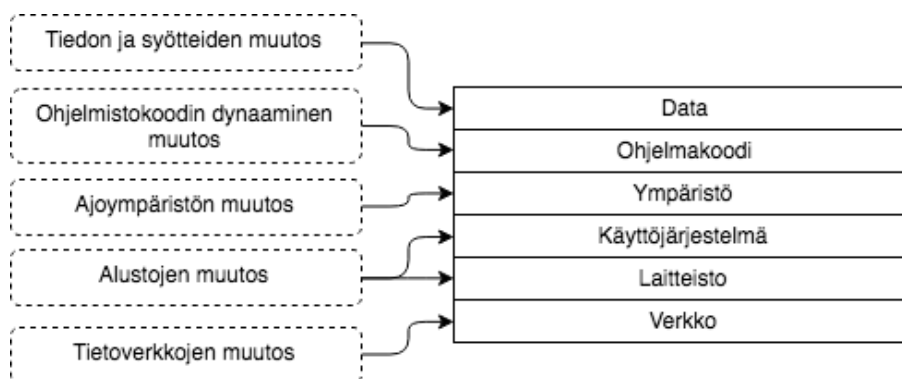 Tiedon ja syötteiden muutos
Ohjelmistokoodin dynaaminen
muutos
Ajoympäristön muutos
Alustojen muutos
Tietoverkkojen muutos
Data
Ohjelmakoodi
Ympäristö
Käyttöjärjestelmä
Laitteisto
Verkko